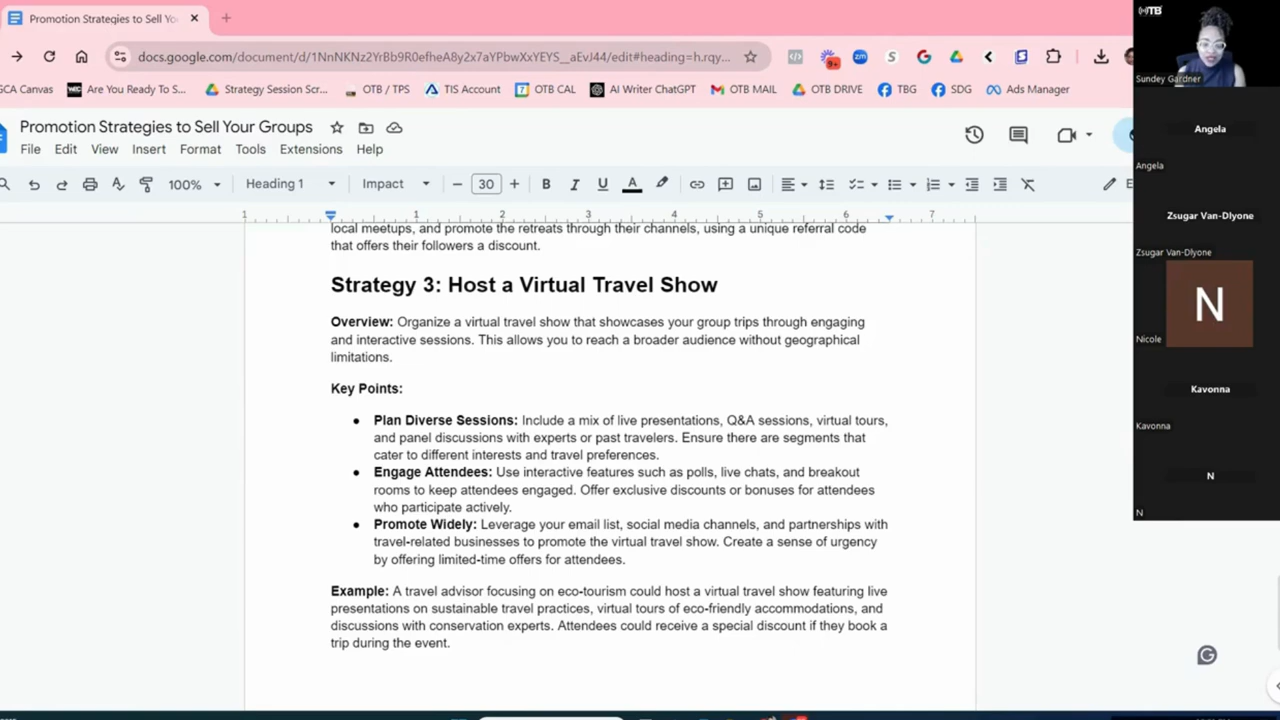 Promotion Strategies to Sell Yo
docs.google.com/document/d/1NnNKNz2YrBb9R0efheA8y2x7aYPbwXxYEYS__aEvJ44/edit#heading=h.rqy...
9+
zm
GCA Canvas
Are You Ready To S...
Strategy Session Scr...
OTB / TPS
TIS Account
OTB CAL
AI Writer ChatGPT
OTB MAIL
OTB DRIVE
TBG
SDG
Ads Manager
Promotion Strategies to Sell Your Groups
File Edit View Insert Format Tools Extensions Help
100% Heading 1 Impact – 30 + B I U A
1 1 2 3 4 5 6 7
local meetups, and promote the retreats through their channels, using a unique referral code
that offers their followers a discount.
Strategy 3: Host a Virtual Travel Show
Overview: Organize a virtual travel show that showcases your group trips through engaging
and interactive sessions. This allows you to reach a broader audience without geographical
limitations.
Key Points:
● Plan Diverse Sessions: Include a mix of live presentations, Q&A sessions, virtual tours,
and panel discussions with experts or past travelers. Ensure there are segments that
cater to different interests and travel preferences.
● Engage Attendees: Use interactive features such as polls, live chats, and breakout
rooms to keep attendees engaged. Offer exclusive discounts or bonuses for attendees
who participate actively.
● Promote Widely: Leverage your email list, social media channels, and partnerships with
travel-related businesses to promote the virtual travel show. Create a sense of urgency
by offering limited-time offers for attendees.
Example: A travel advisor focusing on eco-tourism could host a virtual travel show featuring live
presentations on sustainable travel practices, virtual tours of eco-friendly accommodations, and
discussions with conservation experts. Attendees could receive a special discount if they book a
trip during the event.
OTB
Sundey Gardner
Angela
Angela
Zsugar Van-Dlyone
Zsugar Van-Dlyone
N
Nicole
Kavonna
Kavonna
N
N